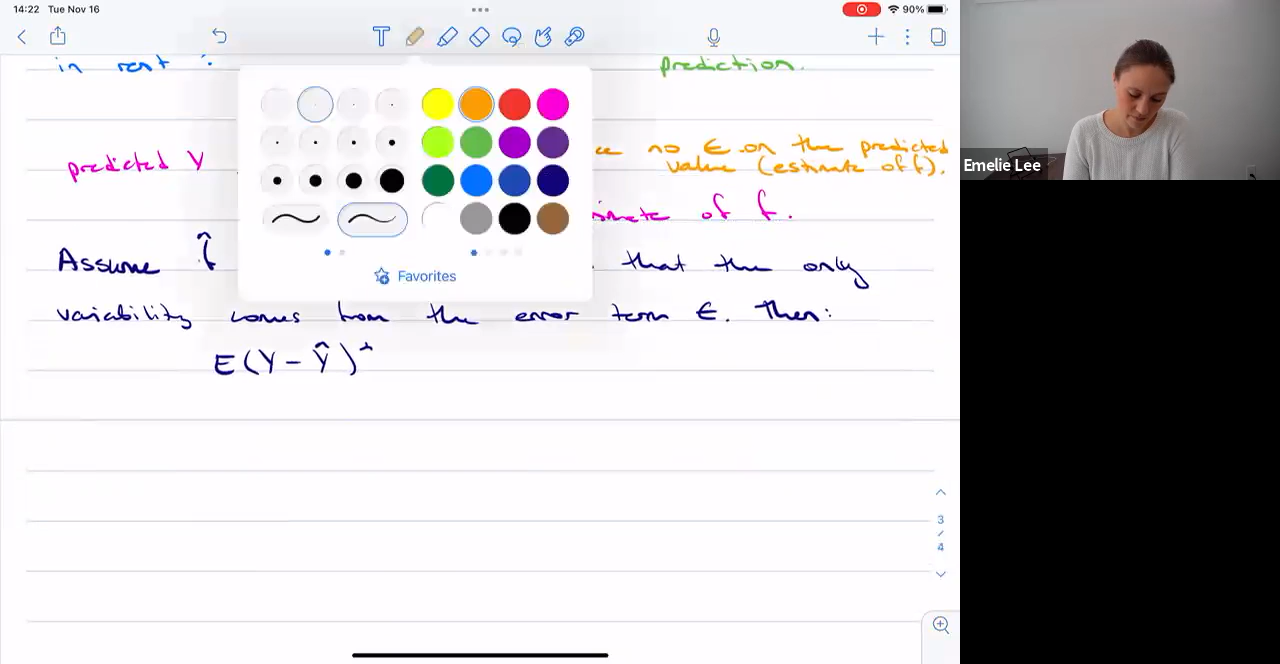 14:22 Tue Nov 16
90%
in rent ?
prediction.
predicted Y
no ϵ on the predicted
value (estimate of f).
estimate of f.
Assume f̂
that the only
Favorites
variability comes from the error term ϵ. Then:
E(Y - Ŷ)²
3
/
4
Emelie Lee